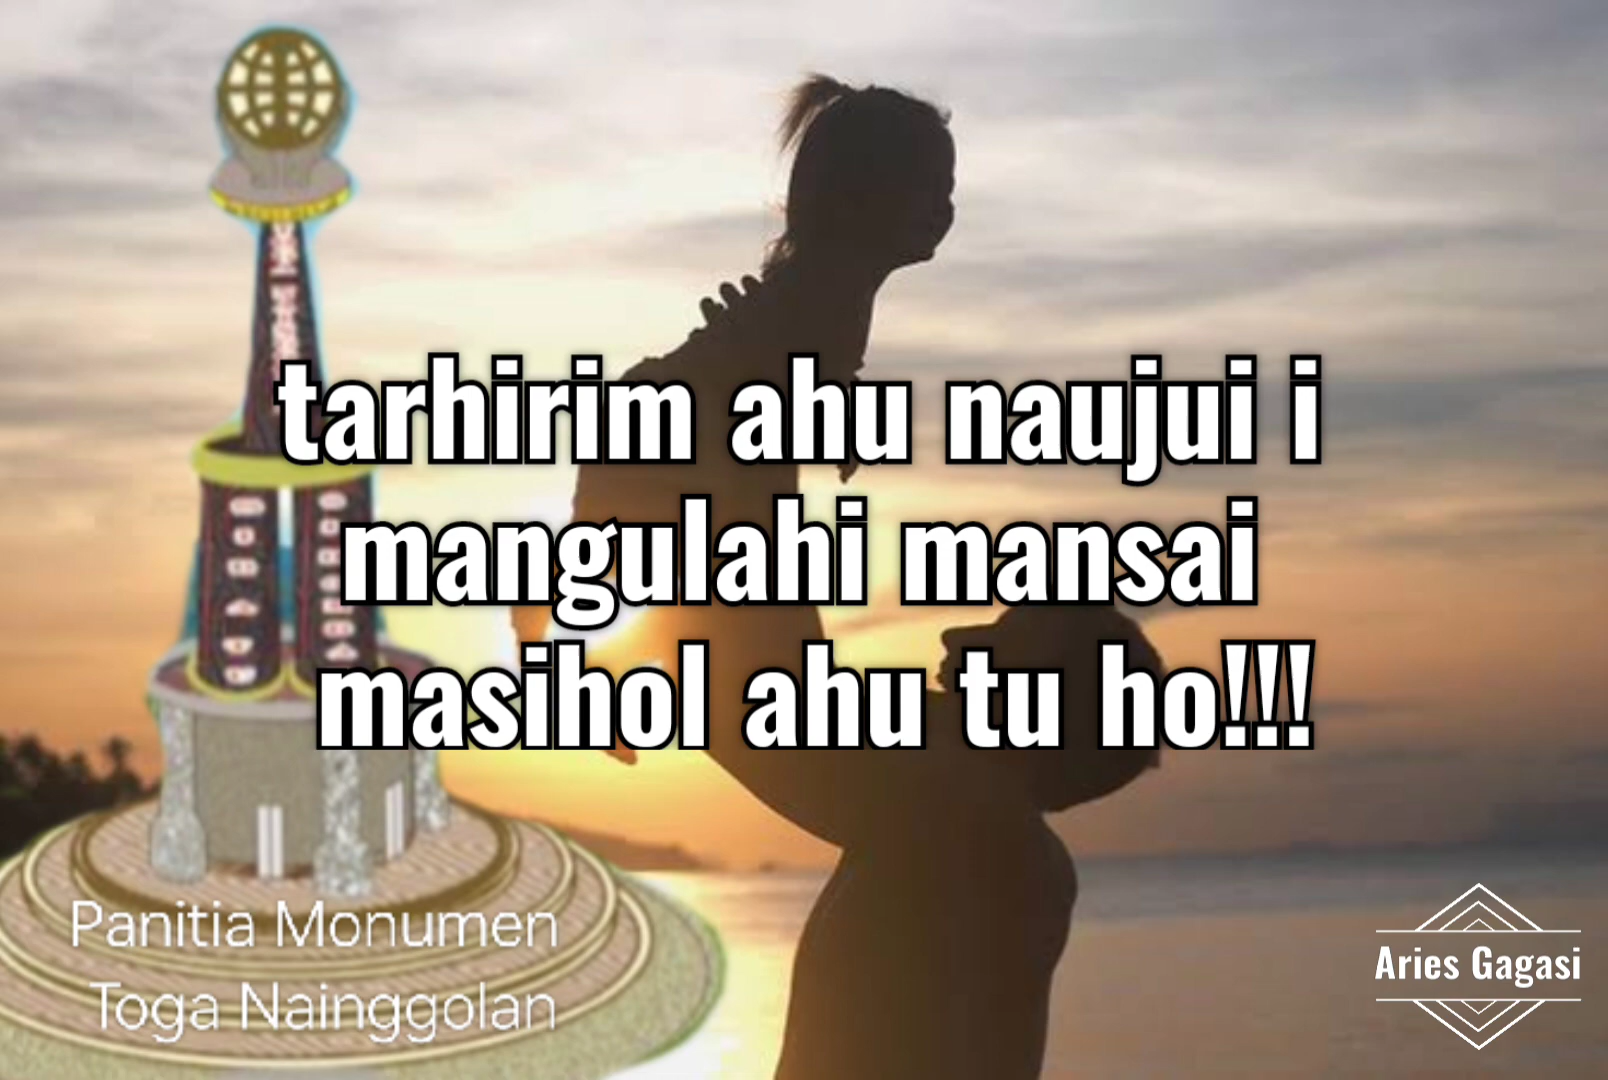 tarhirim ahu naujui i
mangulahi mansai
masihol ahu tu ho!!!
Panitia Monumen
Toga Nainggolan
Aries Gagasi